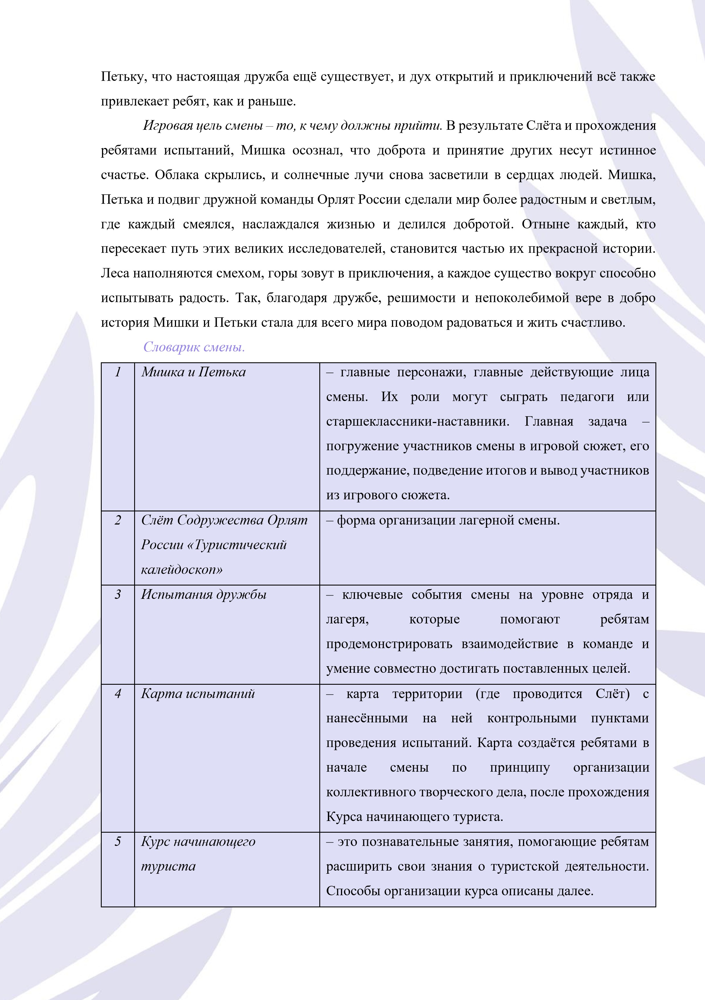 Петьку, что настоящая дружба ещё существует, и дух открытий и приключений всё также
привлекает ребят, как и раньше.
Игровая цель смены – то, к чему должны прийти. В результате Слёта и прохождения
ребятами испытаний, Мишка осознал, что доброта и принятие других несут истинное
счастье. Облака скрылись, и солнечные лучи снова засветили в сердцах людей. Мишка,
Петька и подвиг дружной команды Орлят России сделали мир более радостным и светлым,
где каждый смеялся, наслаждался жизнью и делился добротой. Отныне каждый, кто
пересекает путь этих великих исследователей, становится частью их прекрасной истории.
Леса наполняются смехом, горы зовут в приключения, а каждое существо вокруг способно
испытывать радость. Так, благодаря дружбе, решимости и непоколебимой вере в добро
история Мишки и Петьки стала для всего мира поводом радоваться и жить счастливо.
Словарик смены.
1
Мишка и Петька
– главные персонажи, главные действующие лица
смены. Их роли могут сыграть педагоги или
старшеклассники-наставники. Главная задача –
погружение участников смены в игровой сюжет, его
поддержание, подведение итогов и вывод участников
из игрового сюжета.
2
Слёт Содружества Орлят
России «Туристический
калейдоскоп»
– форма организации лагерной смены.
3
Испытания дружбы
– ключевые события смены на уровне отряда и
лагеря, которые помогают ребятам
продемонстрировать взаимодействие в команде и
умение совместно достигать поставленных целей.
4
Карта испытаний
– карта территории (где проводится Слёт) с
нанесёнными на ней контрольными пунктами
проведения испытаний. Карта создаётся ребятами в
начале смены по принципу организации
коллективного творческого дела, после прохождения
Курса начинающего туриста.
5
Курс начинающего
туриста
– это познавательные занятия, помогающие ребятам
расширить свои знания о туристской деятельности.
Способы организации курса описаны далее.